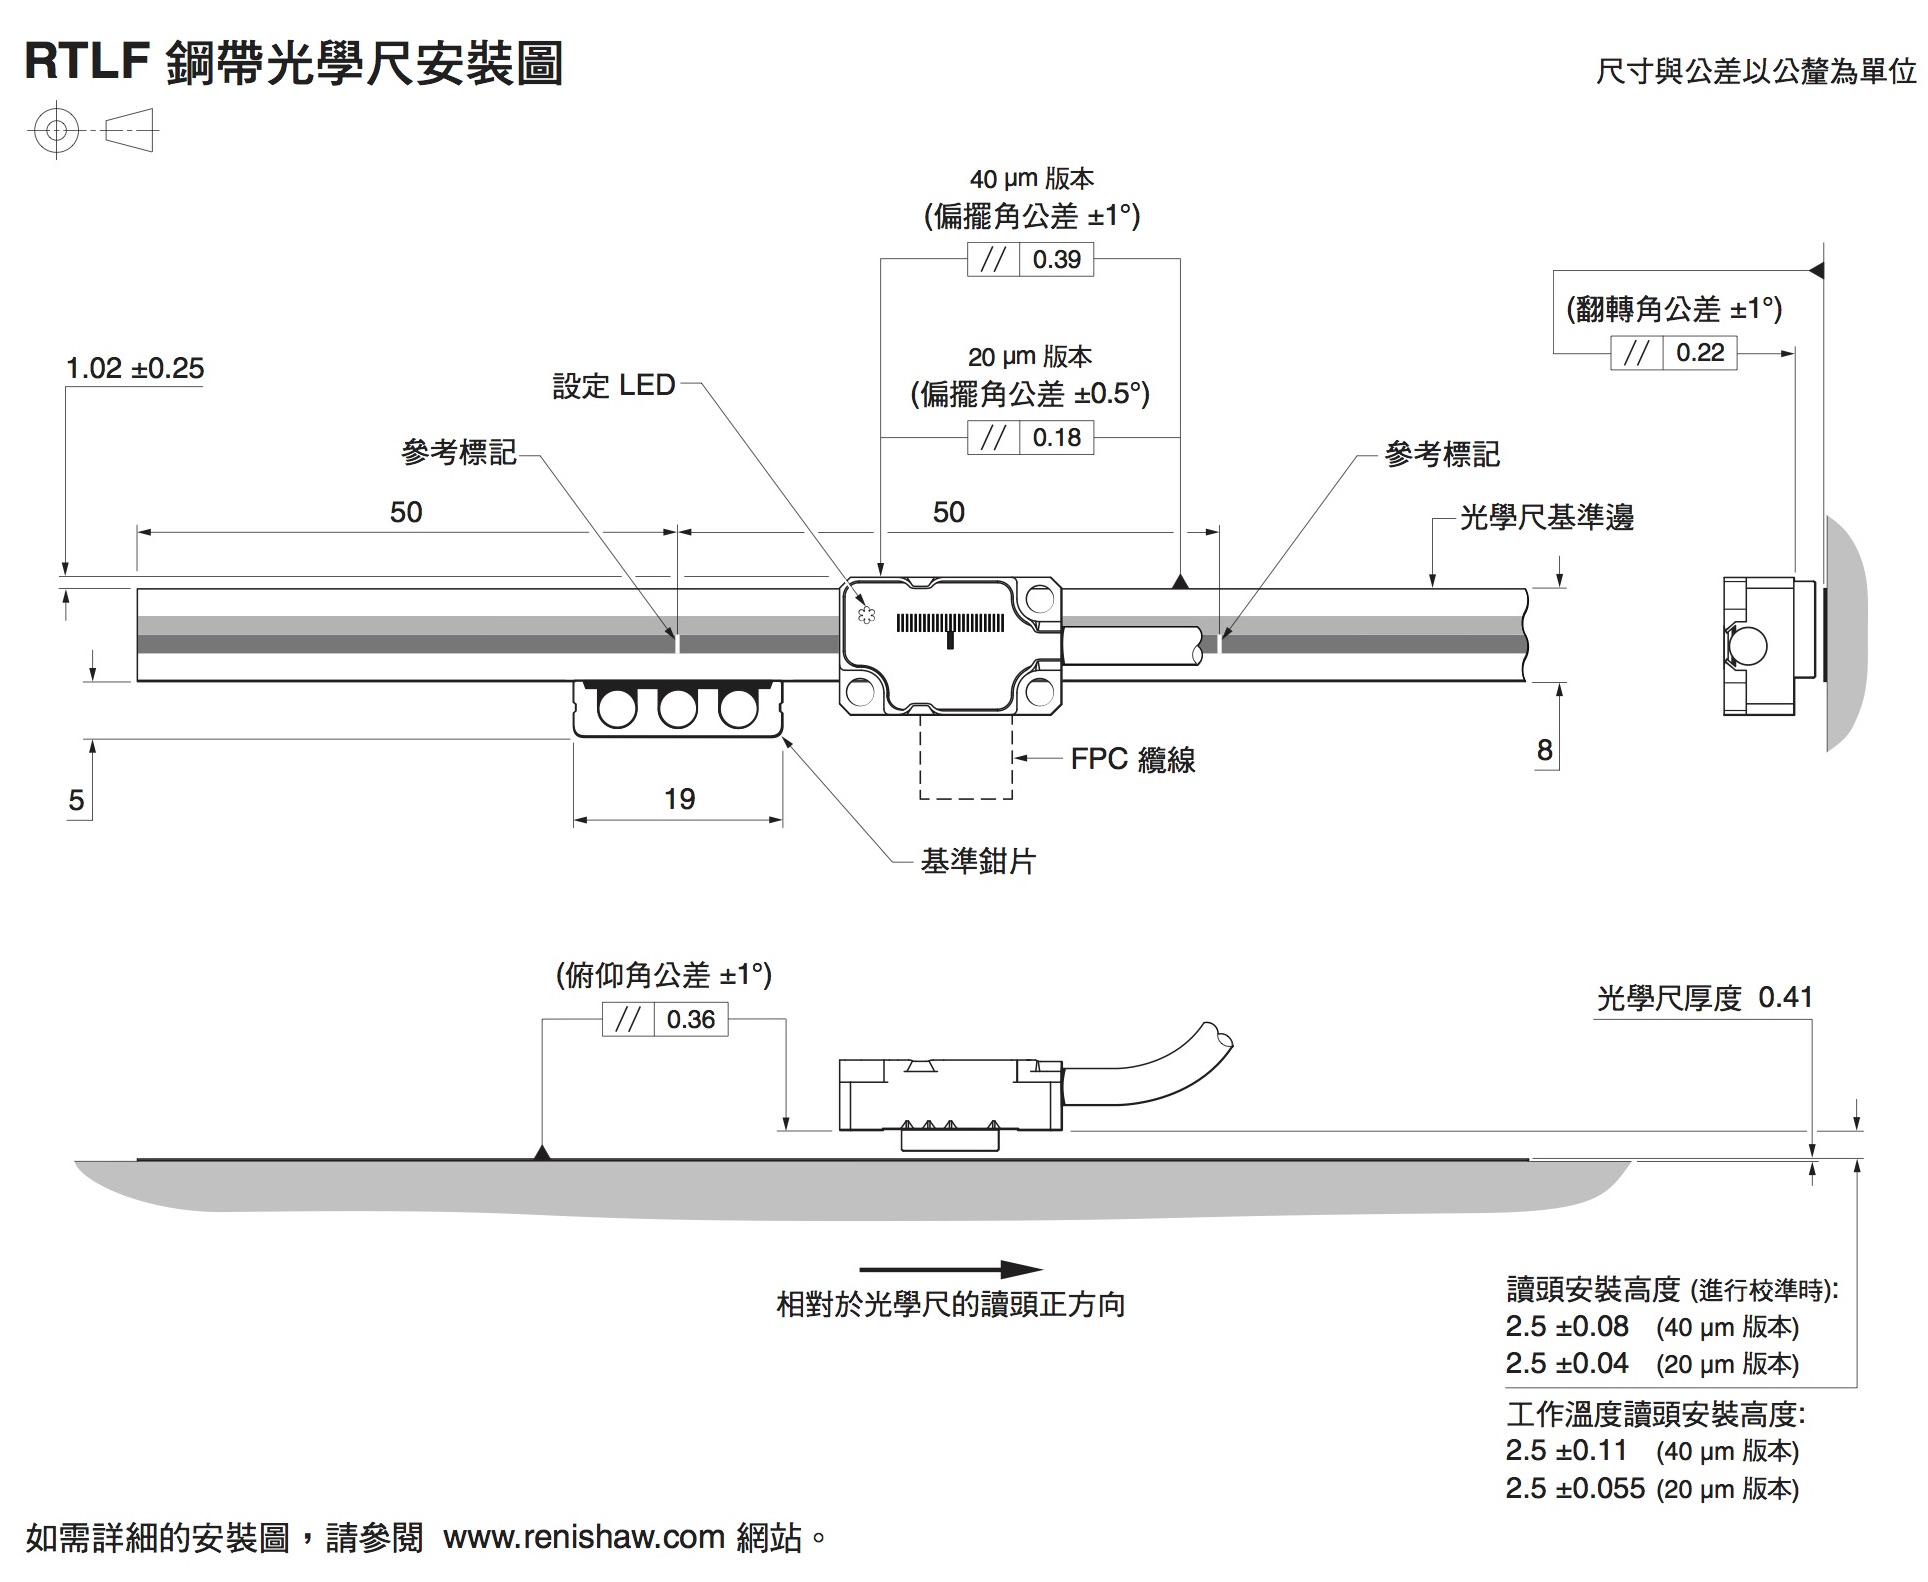 RTLF 鋼帶光學尺安裝圖
尺寸與公差以公釐為單位
40 µm 版本
(偏擺角公差 ±1°)
// 0.39
(翻轉角公差 ±1°)
// 0.22
20 µm 版本
(偏擺角公差 ±0.5°)
// 0.18
1.02 ±0.25
設定 LED
參考標記
參考標記
50
50
光學尺基準邊
8
FPC 纜線
5
19
基準鉗片
(俯仰角公差 ±1°)
// 0.36
光學尺厚度 0.41
相對於光學尺的讀頭正方向
讀頭安裝高度 (進行校準時):
2.5 ±0.08 (40 µm 版本)
2.5 ±0.04 (20 µm 版本)
工作溫度讀頭安裝高度:
2.5 ±0.11 (40 µm 版本)
2.5 ±0.055 (20 µm 版本)
如需詳細的安裝圖，請參閱 www.renishaw.com 網站。